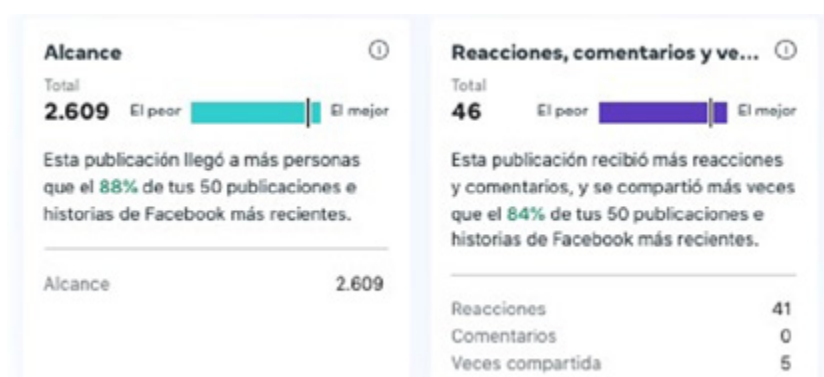 Alcance
Total
2.609 El peor El mejor
Esta publicación llegó a más personas
que el 88% de tus 50 publicaciones e
historias de Facebook más recientes.
Alcance 2.609
Reacciones, comentarios y ve...
Total
46 El peor El mejor
Esta publicación recibió más reacciones
y comentarios, y se compartió más veces
que el 84% de tus 50 publicaciones e
historias de Facebook más recientes.
Reacciones 41
Comentarios 0
Veces compartida 5